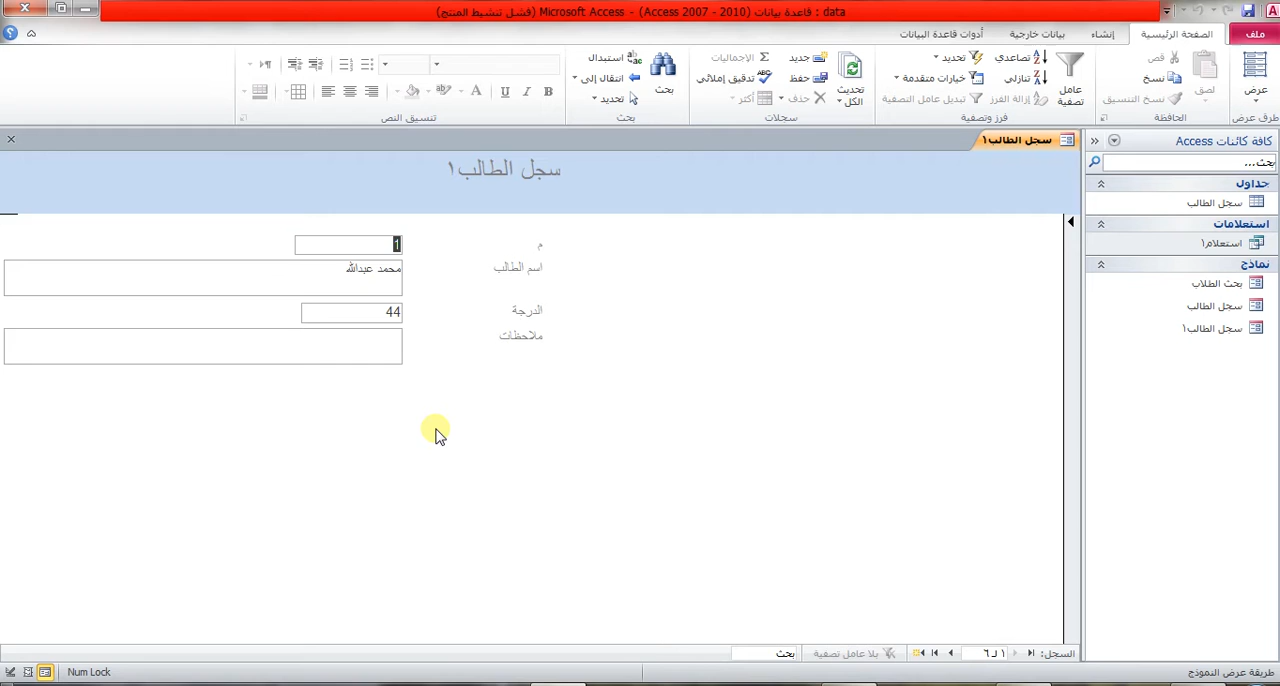 data : قاعدة بيانات (Access 2007 - 2010) - Microsoft Access (فشل تنشيط المنتج)
ملف
الصفحة الرئيسية
إنشاء
بيانات خارجية
أدوات قاعدة البيانات
عرض
طرق عرض
لصق
قص
نسخ
نسخ التنسيق
الحافظة
عامل تصفية
تصاعدي
تنازلي
إزالة الفرز
تحديد
خيارات متقدمة
تبديل عامل التصفية
فرز وتصفية
تحديث الكل
جديد
حفظ
حذف
الإجماليات
تدقيق إملائي
أكثر
سجلات
بحث
استبدال
انتقال إلى
تحديد
بحث
B I U A
تنسيق النص
كافة كائنات Access
بحث...
جداول
سجل الطالب
استعلامات
استعلام١
نماذج
بحث الطلاب
سجل الطالب
سجل الطالب١
سجل الطالب١
سجل الطالب١
م
1
اسم الطالب
محمد عبدالله
الدرجة
44
ملاحظات
السجل:
١ لـ ٦
بلا عامل تصفية
بحث
طريقة عرض النموذج
Num Lock